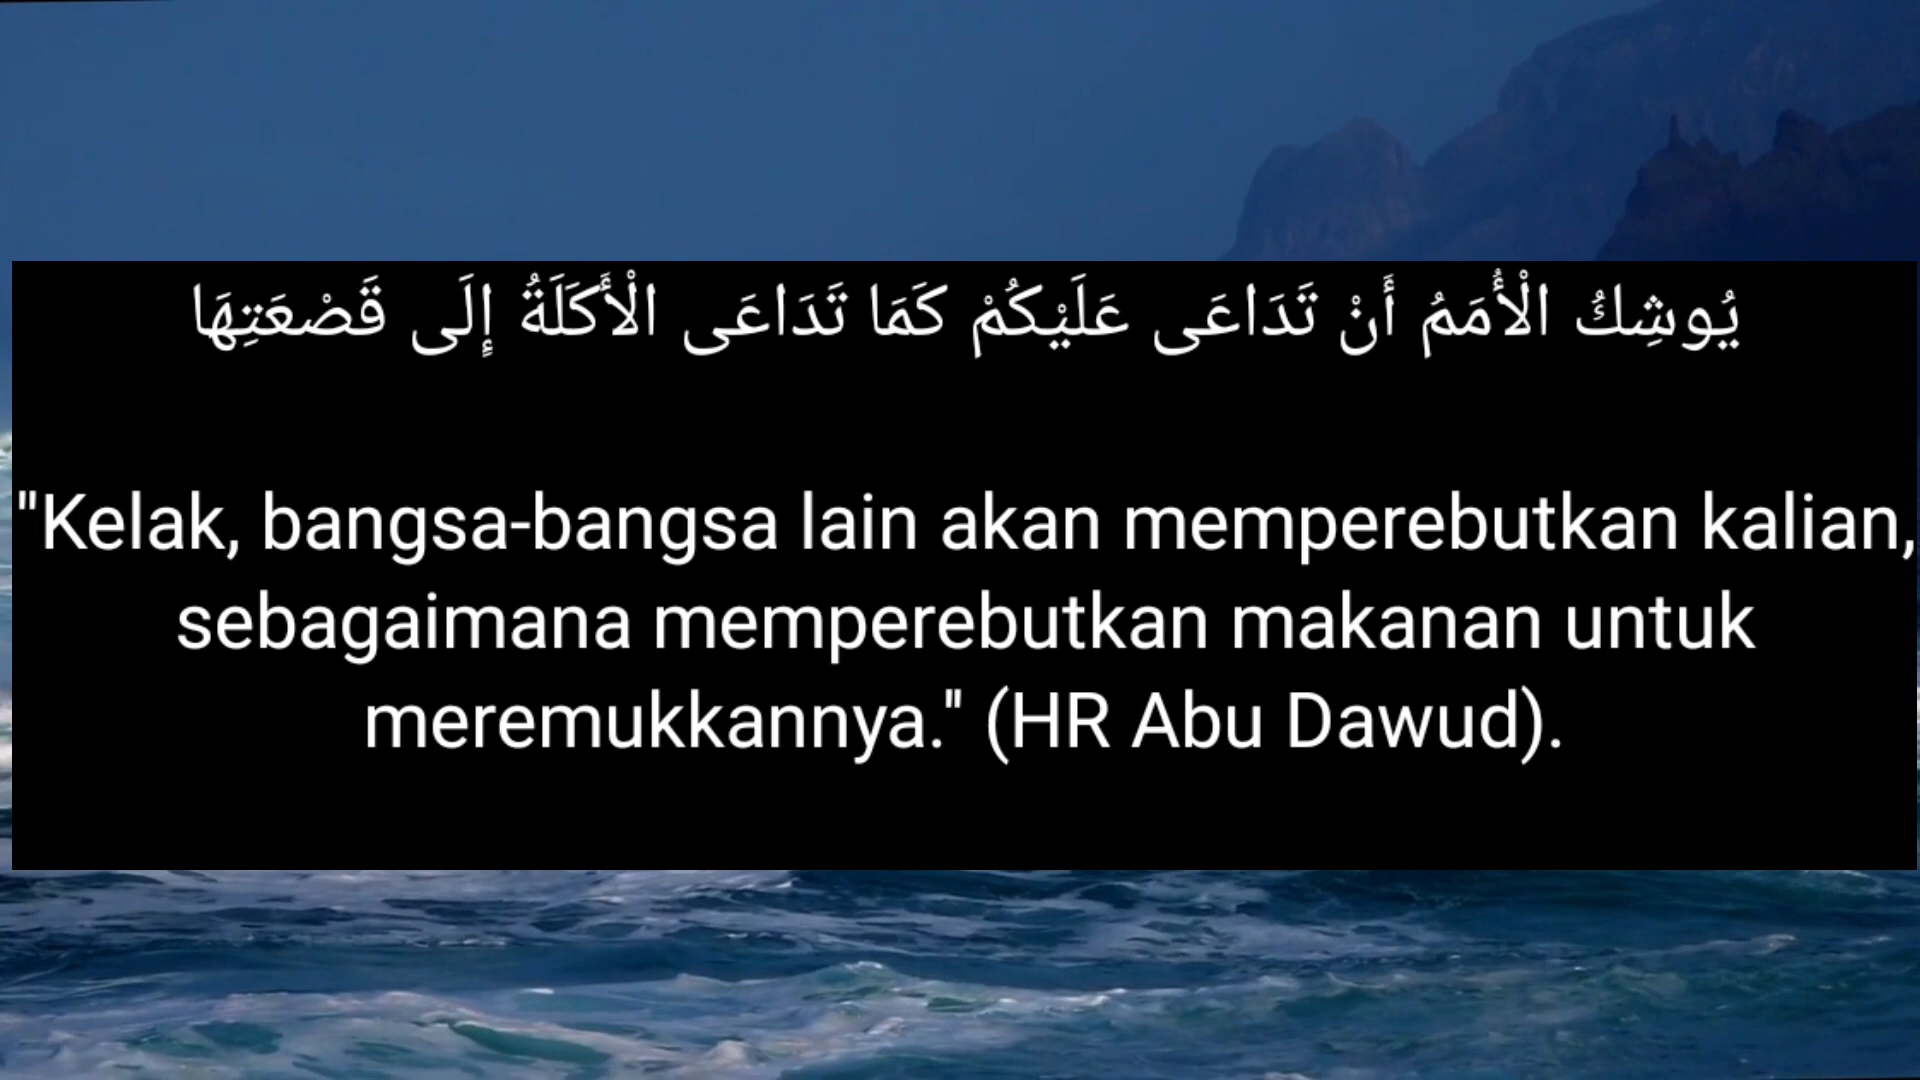 يُوشِكُ الْأُمَمُ أَنْ تَدَاعَى عَلَيْكُمْ كَمَا تَدَاعَى الْأَكَلَةُ إِلَى قَصْعَتِهَا
"Kelak, bangsa-bangsa lain akan memperebutkan kalian,
sebagaimana memperebutkan makanan untuk
meremukkannya." (HR Abu Dawud).